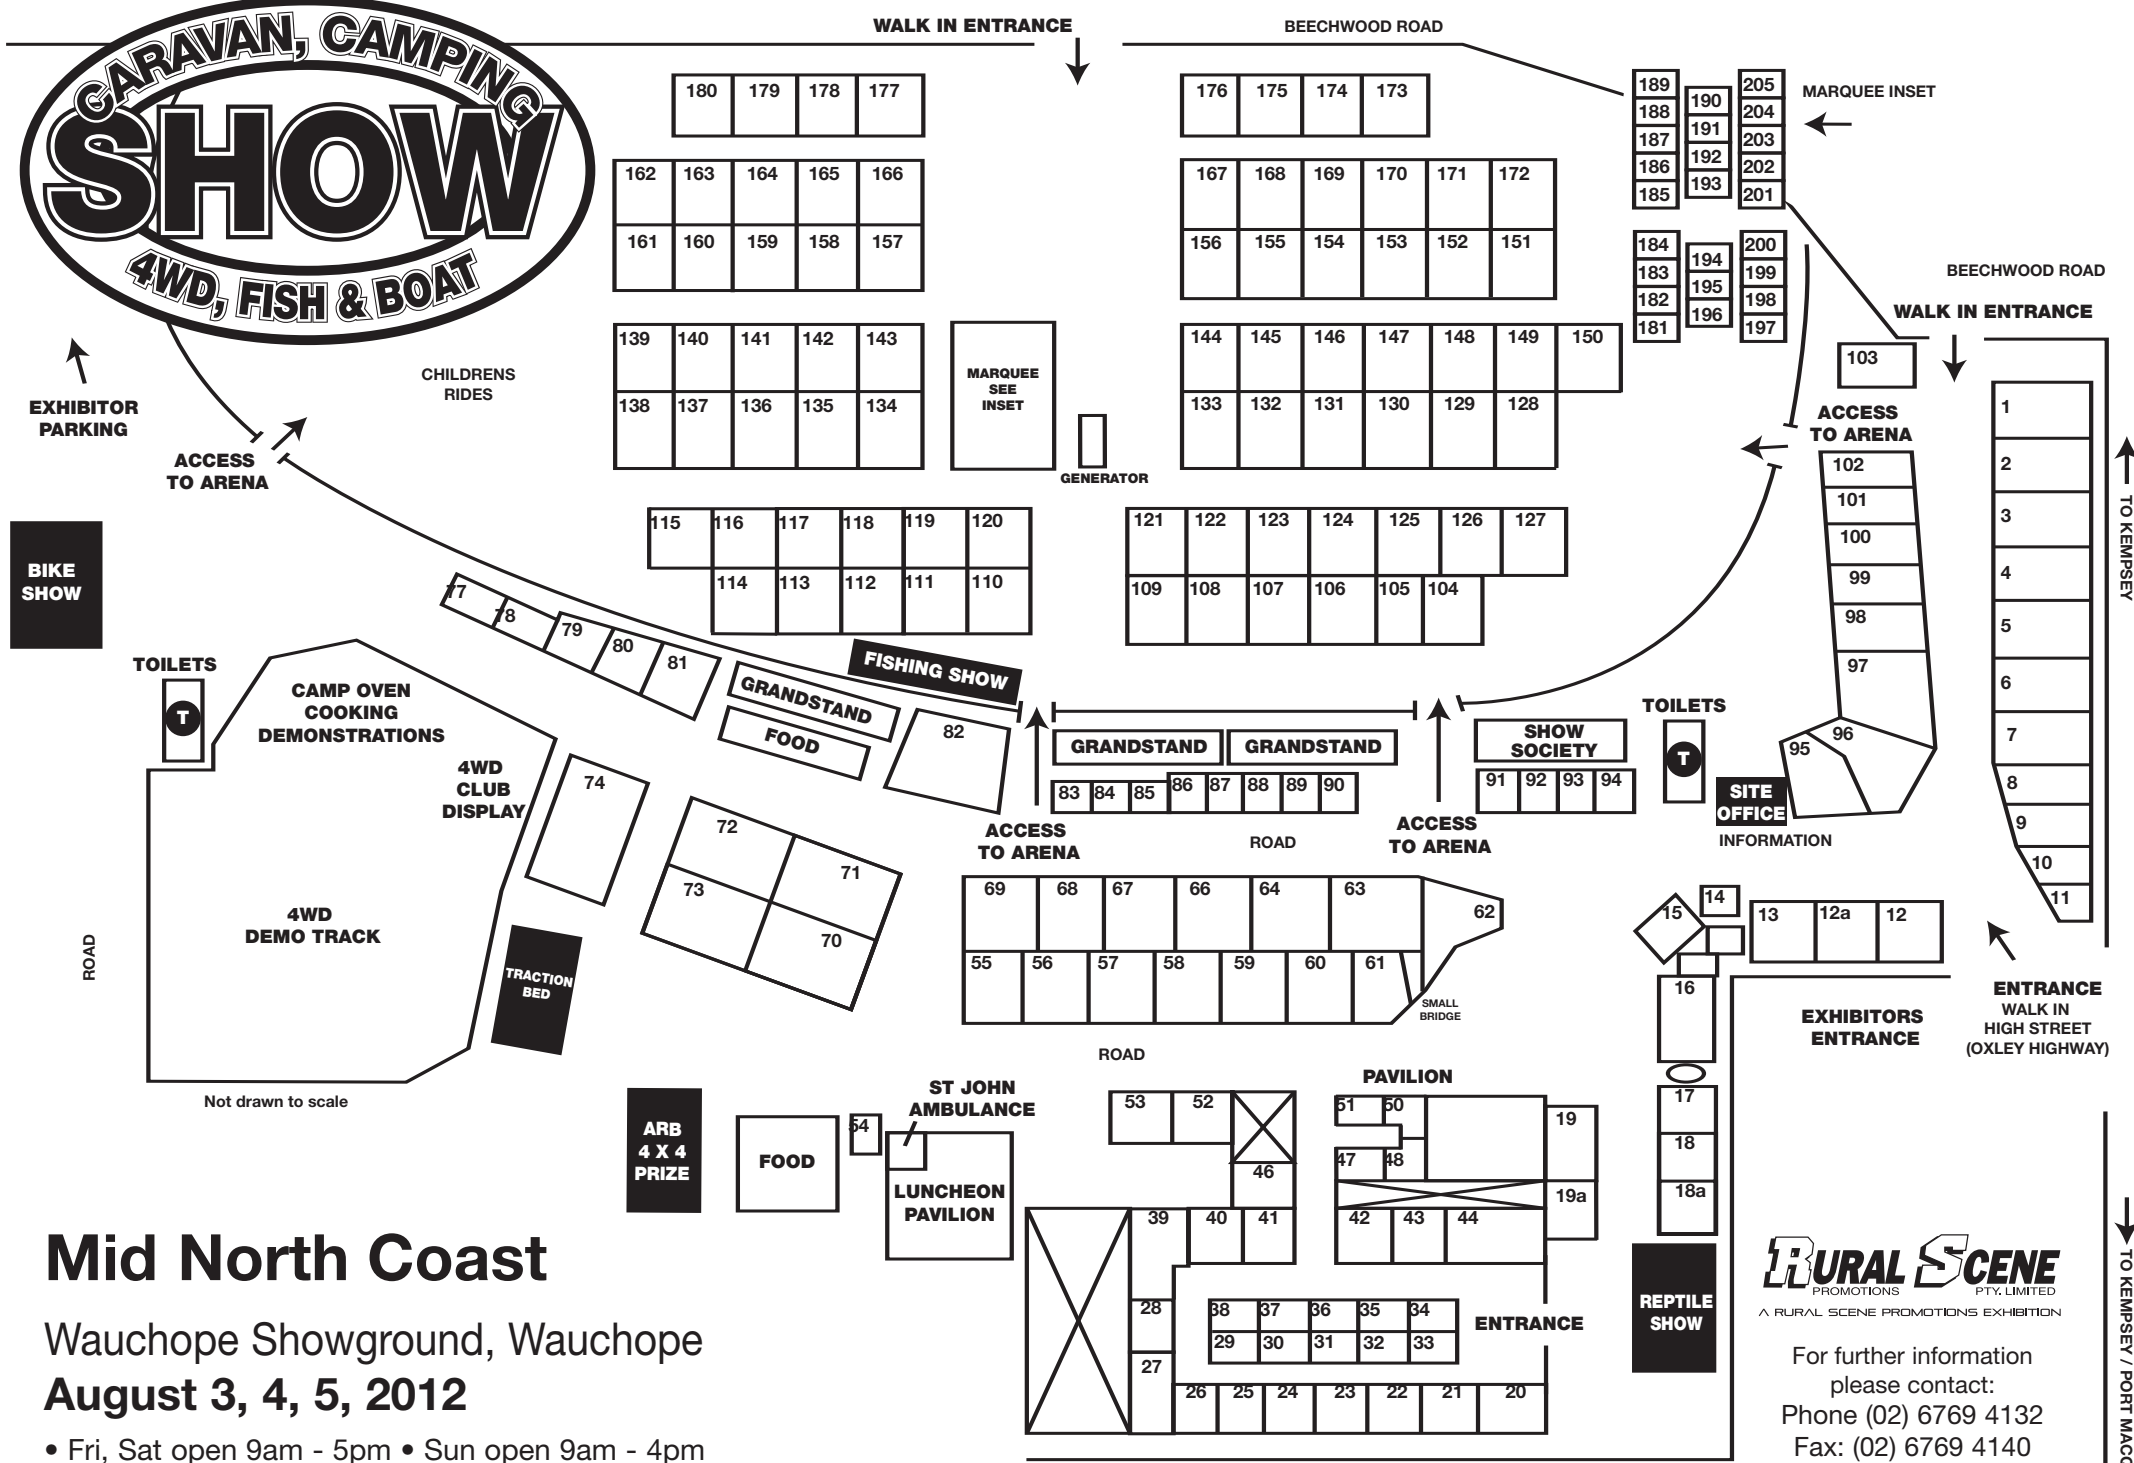 CARAVAN, CAMPING
SHOW
4WD, FISH & BOAT
WALK IN ENTRANCE
BEECHWOOD ROAD
180 179 178 177
176 175 174 173
162 163 164 165 166
161 160 159 158 157
167 168 169 170 171 172
156 155 154 153 152 151
189
188
187
186
185
190
191
192
193
205
204
203
202
201
MARQUEE INSET
184
183
182
181
194
195
196
200
199
198
197
BEECHWOOD ROAD
WALK IN ENTRANCE
103
EXHIBITOR
PARKING
CHILDRENS
RIDES
ACCESS
TO ARENA
139 140 141 142 143
138 137 136 135 134
MARQUEE
SEE
INSET
GENERATOR
144 145 146 147 148 149 150
133 132 131 130 129 128
ACCESS
TO ARENA
102
101
100
99
98
97
96
95
1
2
3
4
5
6
7
8
9
10
11
TO KEMPSEY
115 116 117 118 119 120
114 113 112 111 110
121 122 123 124 125 126 127
109 108 107 106 105 104
BIKE
SHOW
77
78
79
80
81
FISHING SHOW
GRANDSTAND
FOOD
82
TOILETS
T
CAMP OVEN
COOKING
DEMONSTRATIONS
4WD
CLUB
DISPLAY
4WD
DEMO TRACK
ROAD
Not drawn to scale
74
72
71
73
70
TRACTION
BED
GRANDSTAND
GRANDSTAND
83 84 85 86 87 88 89 90
ACCESS
TO ARENA
ROAD
ACCESS
TO ARENA
SHOW
SOCIETY
91 92 93 94
TOILETS
T
SITE
OFFICE
INFORMATION
69 68 67 66 64 63 62
55 56 57 58 59 60 61
SMALL
BRIDGE
ROAD
15 14 13 12a 12
16
17
18
18a
EXHIBITORS
ENTRANCE
ENTRANCE
WALK IN
HIGH STREET
(OXLEY HIGHWAY)
ARB
4 X 4
PRIZE
FOOD
54
ST JOHN
AMBULANCE
LUNCHEON
PAVILION
53 52
46
PAVILION
51 50
47 48
19
19a
39 40 41
42 43 44
28
27
38 37 36 35 34
29 30 31 32 33
ENTRANCE
26 25 24 23 22 21 20
REPTILE
SHOW
Mid North Coast
Wauchope Showground, Wauchope
August 3, 4, 5, 2012
• Fri, Sat open 9am - 5pm • Sun open 9am - 4pm
RURAL SCENE
PROMOTIONS PTY. LIMITED
A RURAL SCENE PROMOTIONS EXHIBITION
For further information
please contact:
Phone (02) 6769 4132
Fax: (02) 6769 4140
TO KEMPSEY / PORT MACC